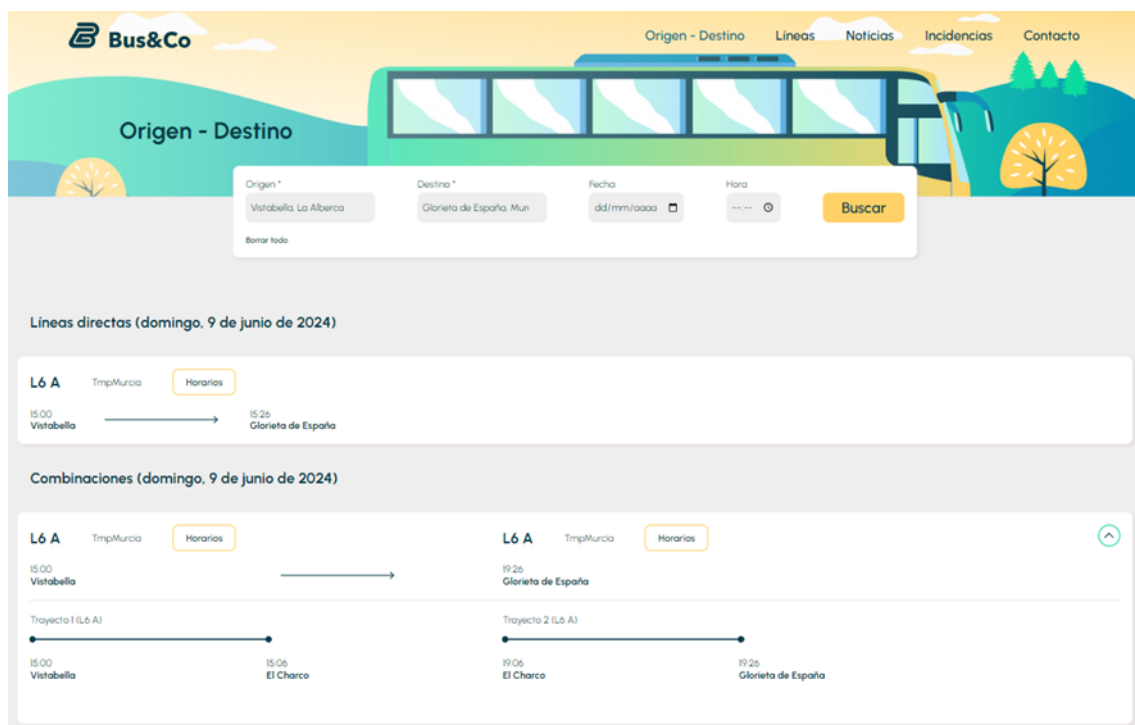 Bus&Co
Origen - Destino Líneas Noticias Incidencias Contacto
Origen - Destino
Origen * Destino * Fecha Hora
Vistabella, La Alberca Glorieta de España, Mun dd/mm/aaaa --:-- Buscar
Borrar todo
Líneas directas (domingo, 9 de junio de 2024)
L6 A TmpMurcia Horarios
15:00 15:26
Vistabella Glorieta de España
Combinaciones (domingo, 9 de junio de 2024)
L6 A TmpMurcia Horarios L6 A TmpMurcia Horarios
15:00 19:26
Vistabella Glorieta de España
Trayecto 1 (L6 A) Trayecto 2 (L6 A)
15:00 15:06 19:06 19:26
Vistabella El Charco El Charco Glorieta de España